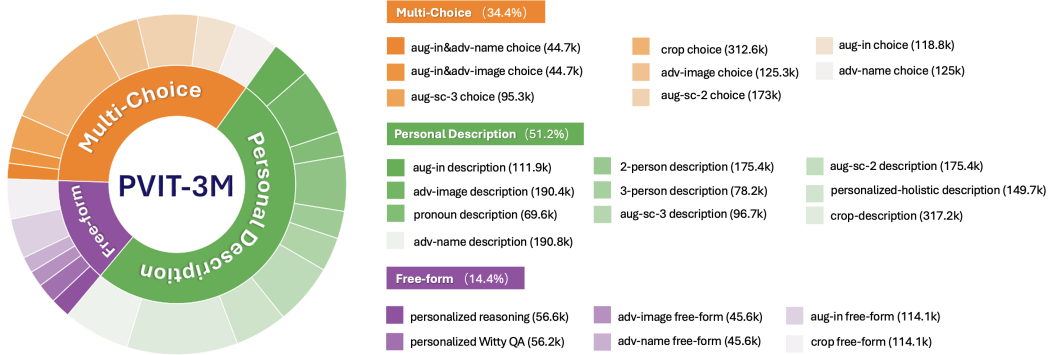 Multi-Choice
Personal Description
Free-form
PVIT-3M
Multi-Choice (34.4%)
aug-in&adv-name choice (44.7k)
aug-in&adv-image choice (44.7k)
aug-sc-3 choice (95.3k)
crop choice (312.6k)
adv-image choice (125.3k)
aug-sc-2 choice (173k)
aug-in choice (118.8k)
adv-name choice (125k)
Personal Description (51.2%)
aug-in description (111.9k)
adv-image description (190.4k)
pronoun description (69.6k)
adv-name description (190.8k)
2-person description (175.4k)
3-person description (78.2k)
aug-sc-3 description (96.7k)
aug-sc-2 description (175.4k)
personalized-holistic description (149.7k)
crop-description (317.2k)
Free-form (14.4%)
personalized reasoning (56.6k)
personalized Witty QA (56.2k)
adv-image free-form (45.6k)
adv-name free-form (45.6k)
aug-in free-form (114.1k)
crop free-form (114.1k)